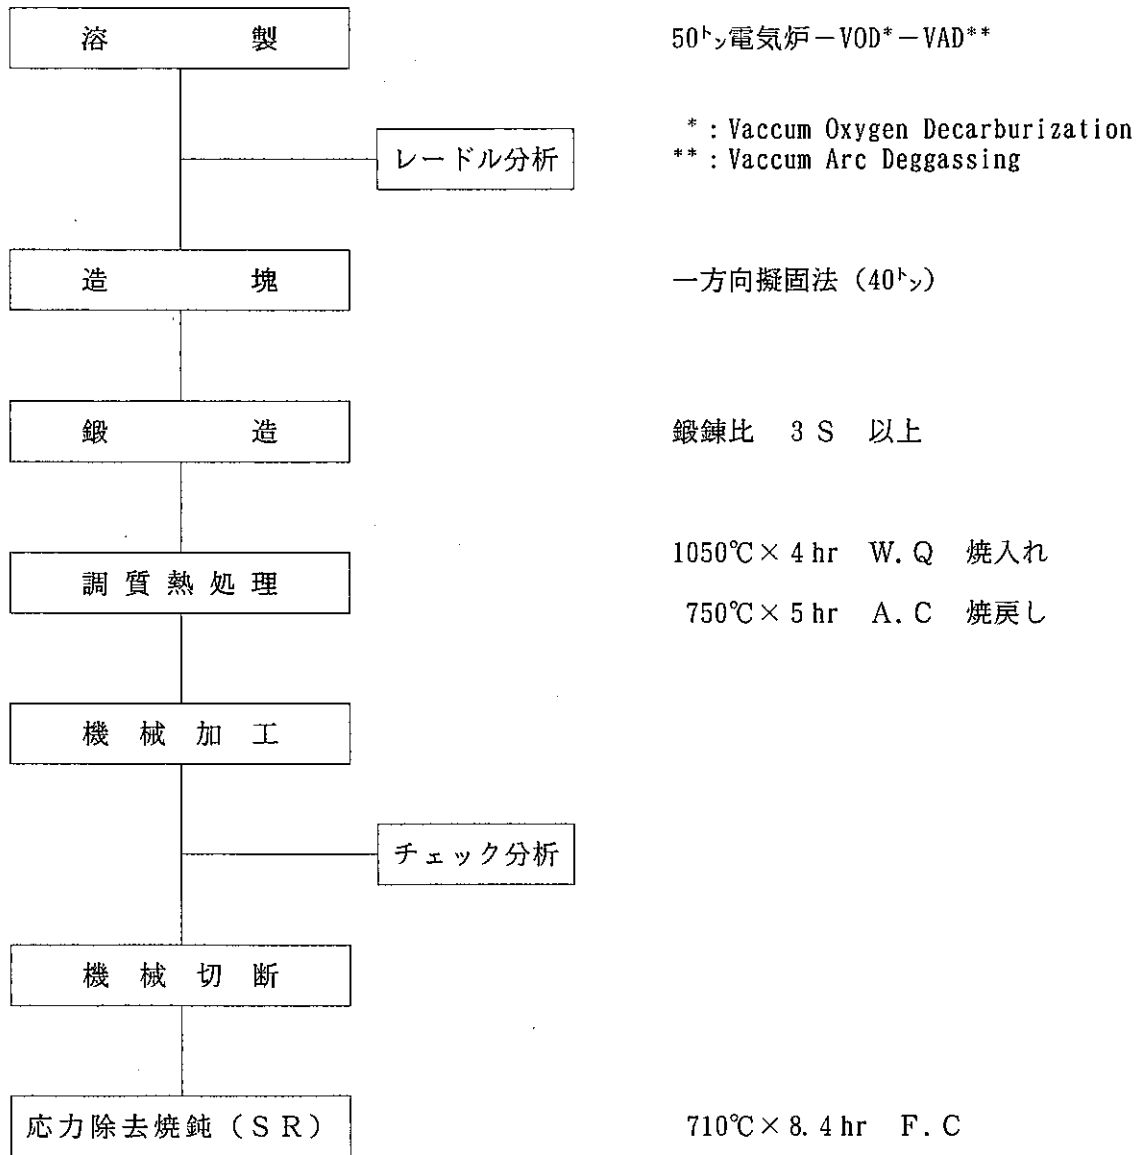 溶製 50㌧電気炉－VOD*－VAD**
* : Vaccum Oxygen Decarburization
レードル分析 ** : Vaccum Arc Deggassing
造塊 一方向擬固法（40㌧）
鍛造 鍛錬比 3S 以上
1050℃×4hr W.Q 焼入れ
調質熱処理
750℃×5hr A.C 焼戻し
機械加工
チェック分析
機械切断
応力除去焼鈍（SR） 710℃×8.4hr F.C